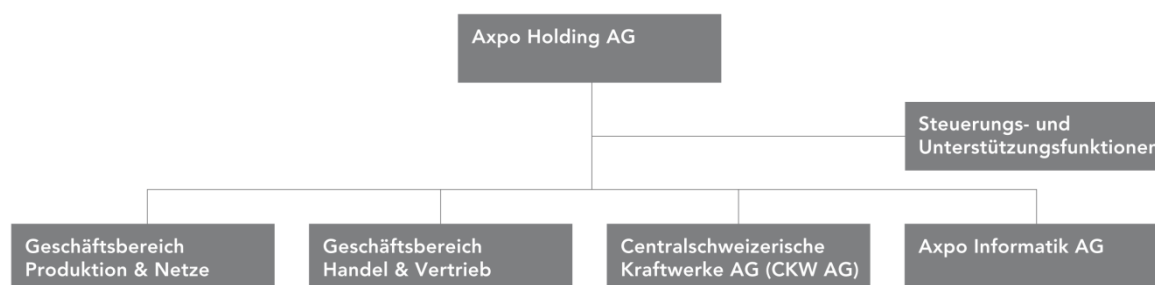 Axpo Holding AG
Steuerungs- und
Unterstützungsfunktionen
Geschäftsbereich
Produktion & Netze
Geschäftsbereich
Handel & Vertrieb
Centralschweizerische
Kraftwerke AG (CKW AG)
Axpo Informatik AG